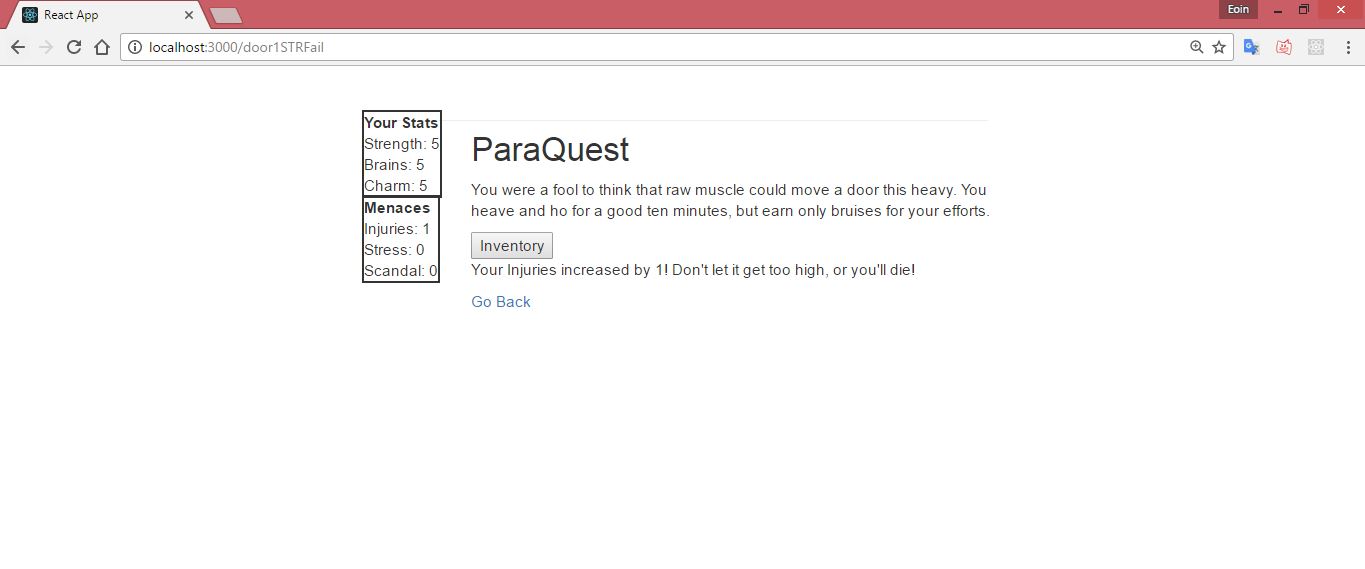 React App
Eoin
localhost:3000/door1STRFail
Your Stats
Strength: 5
Brains: 5
Charm: 5
Menaces
Injuries: 1
Stress: 0
Scandal: 0
ParaQuest
You were a fool to think that raw muscle could move a door this heavy. You
heave and ho for a good ten minutes, but earn only bruises for your efforts.
Inventory
Your Injuries increased by 1! Don't let it get too high, or you'll die!
Go Back